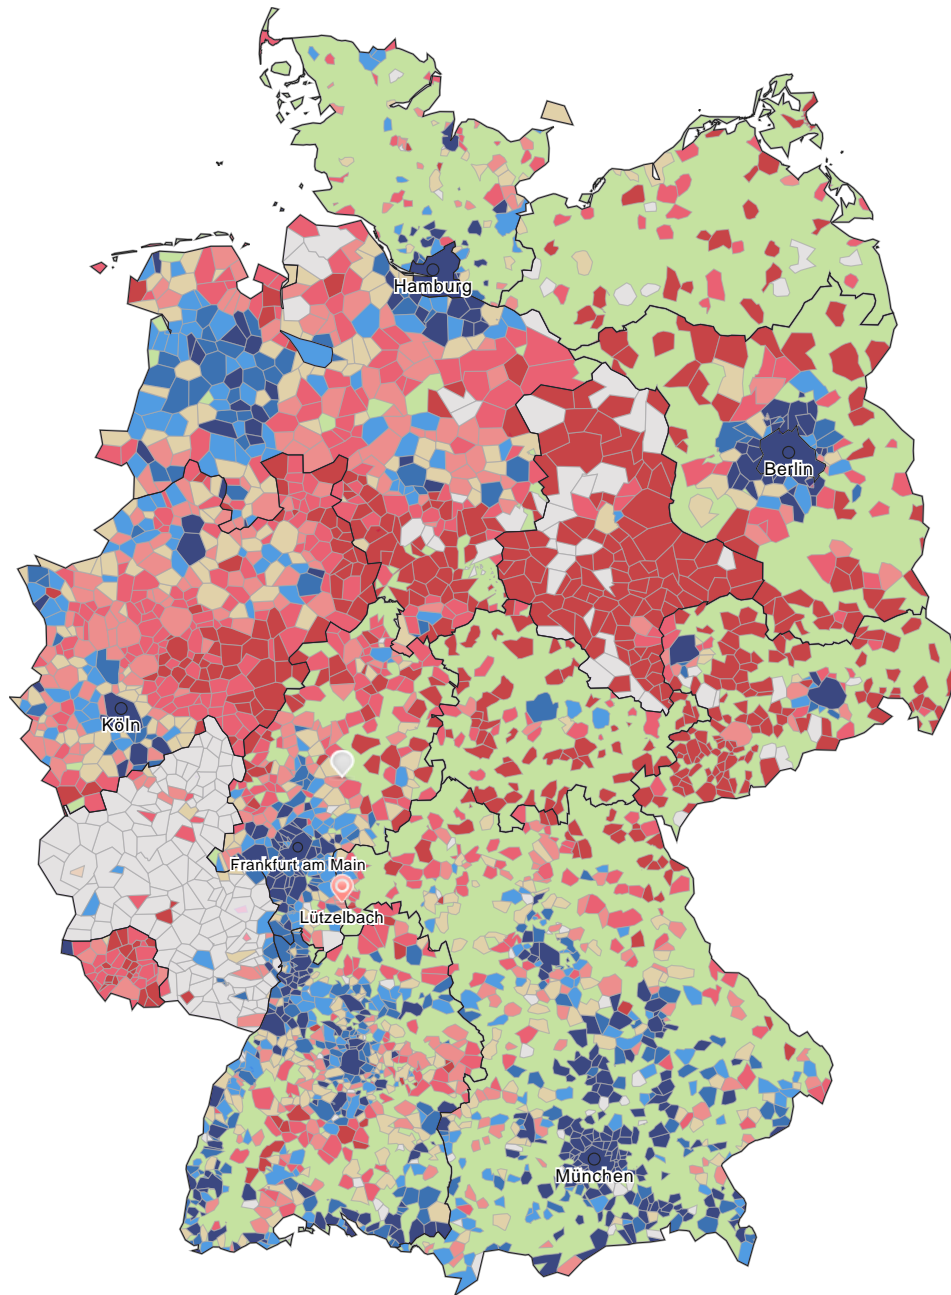 Hamburg
Berlin
Köln
Frankfurt am Main
Lützelbach
München